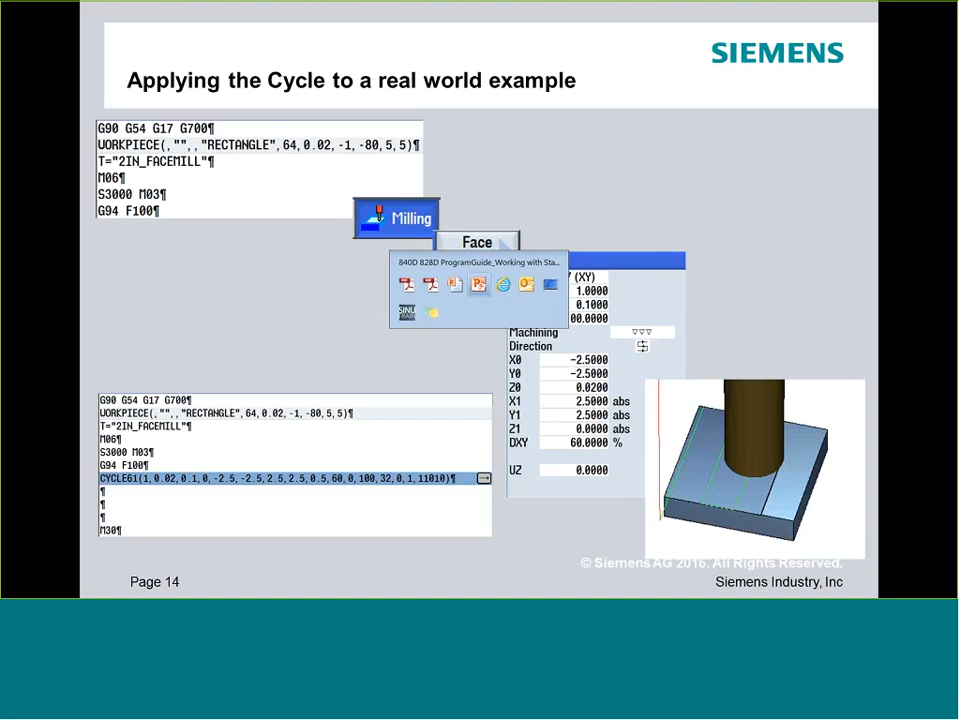 SIEMENS
Applying the Cycle to a real world example
G90 G54 G17 G700¶
UORKPIECE(,"",,"RECTANGLE",64,0.02,-1,-80,5,5)¶
T="2IN_FACEMILL"¶
M06¶
S3000 M03¶
G94 F100¶
Milling
Face
840D 828D ProgramGuide_Working with Sta...
SINU
(XY)
1.0000
0.1000
00.0000
Machining ▽▽▽
Direction
X0 -2.5000
Y0 -2.5000
Z0 0.0200
X1 2.5000 abs
Y1 2.5000 abs
Z1 0.0000 abs
DXY 60.0000 %
UZ 0.0000
G90 G54 G17 G700¶
UORKPIECE(,"",,"RECTANGLE",64,0.02,-1,-80,5,5)¶
T="2IN_FACEMILL"¶
M06¶
S3000 M03¶
G94 F100¶
CYCLE61(1,0.02,0.1,0,-2.5,-2.5,2.5,2.5,0.5,60,0,100,32,0,1,11010)¶
¶
¶
¶
M30¶
© Siemens AG 2016. All Rights Reserved.
Page 14
Siemens Industry, Inc